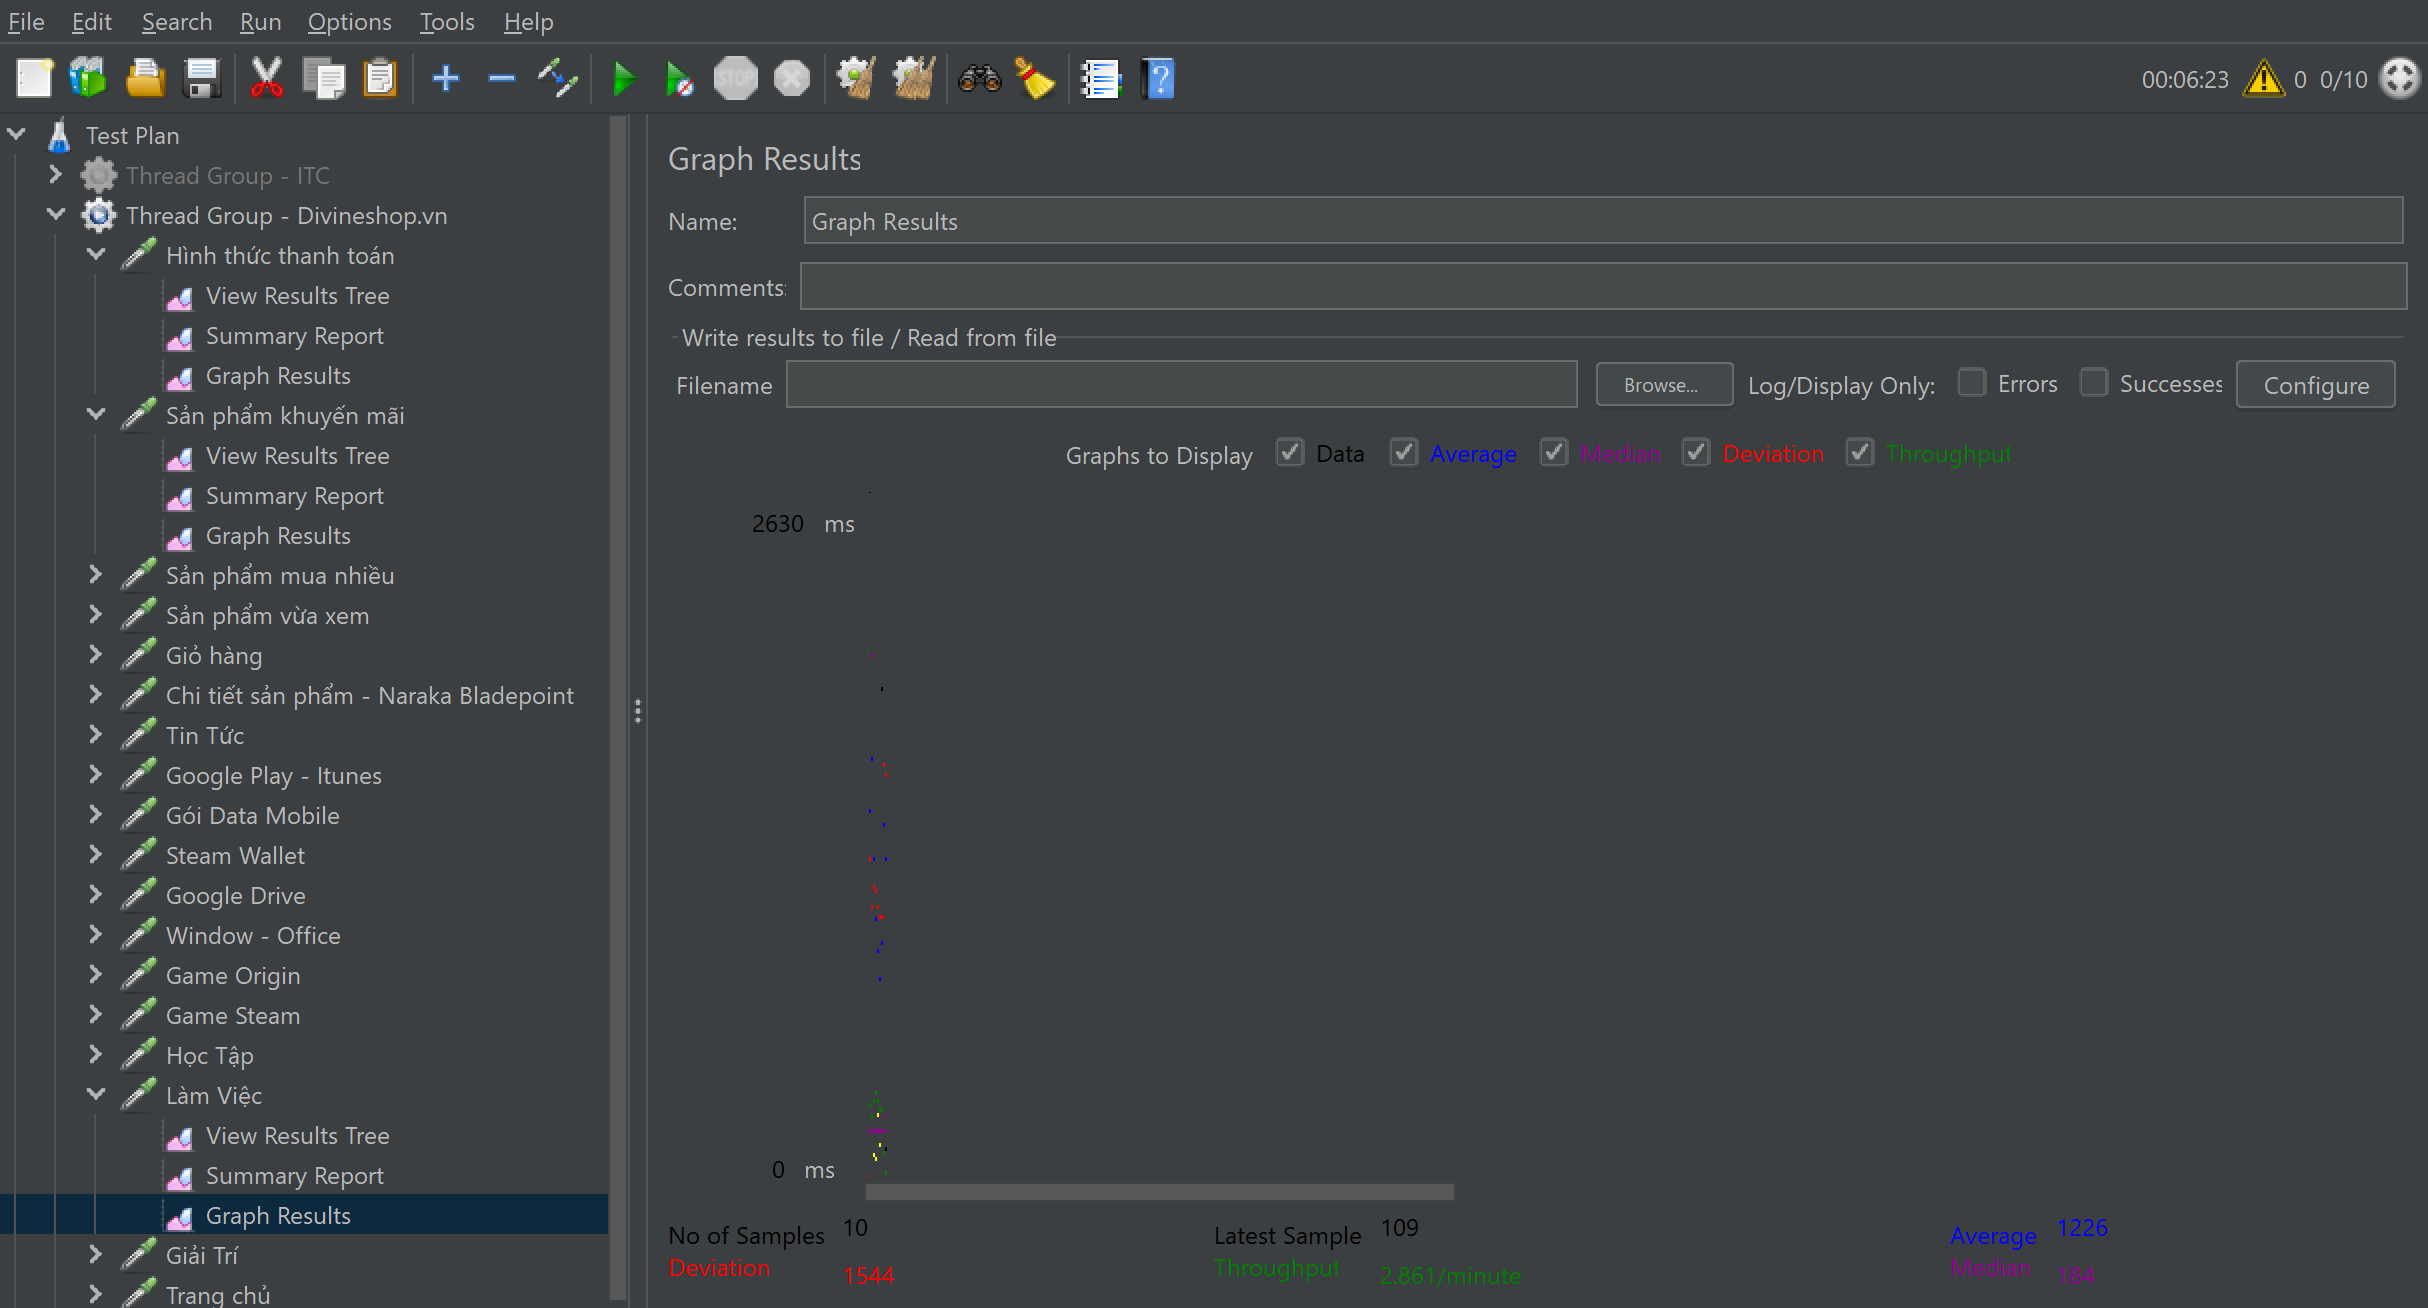 File Edit Search Run Options Tools Help
STOP
00:06:23 0 0/10
Test Plan
Thread Group - ITC
Thread Group - Divineshop.vn
Hình thức thanh toán
View Results Tree
Summary Report
Graph Results
Sản phẩm khuyến mãi
View Results Tree
Summary Report
Graph Results
Sản phẩm mua nhiều
Sản phẩm vừa xem
Giỏ hàng
Chi tiết sản phẩm - Naraka Bladepoint
Tin Tức
Google Play - Itunes
Gói Data Mobile
Steam Wallet
Google Drive
Window - Office
Game Origin
Game Steam
Học Tập
Làm Việc
View Results Tree
Summary Report
Graph Results
Giải Trí
Trang chủ
Graph Results
Name: Graph Results
Comments:
Write results to file / Read from file
Filename Browse... Log/Display Only: Errors Successes Configure
Graphs to Display Data Average Median Deviation Throughput
2630 ms
0 ms
No of Samples 10 Latest Sample 109 Average 1226
Deviation 1544 Throughput 2.861/minute Median 184